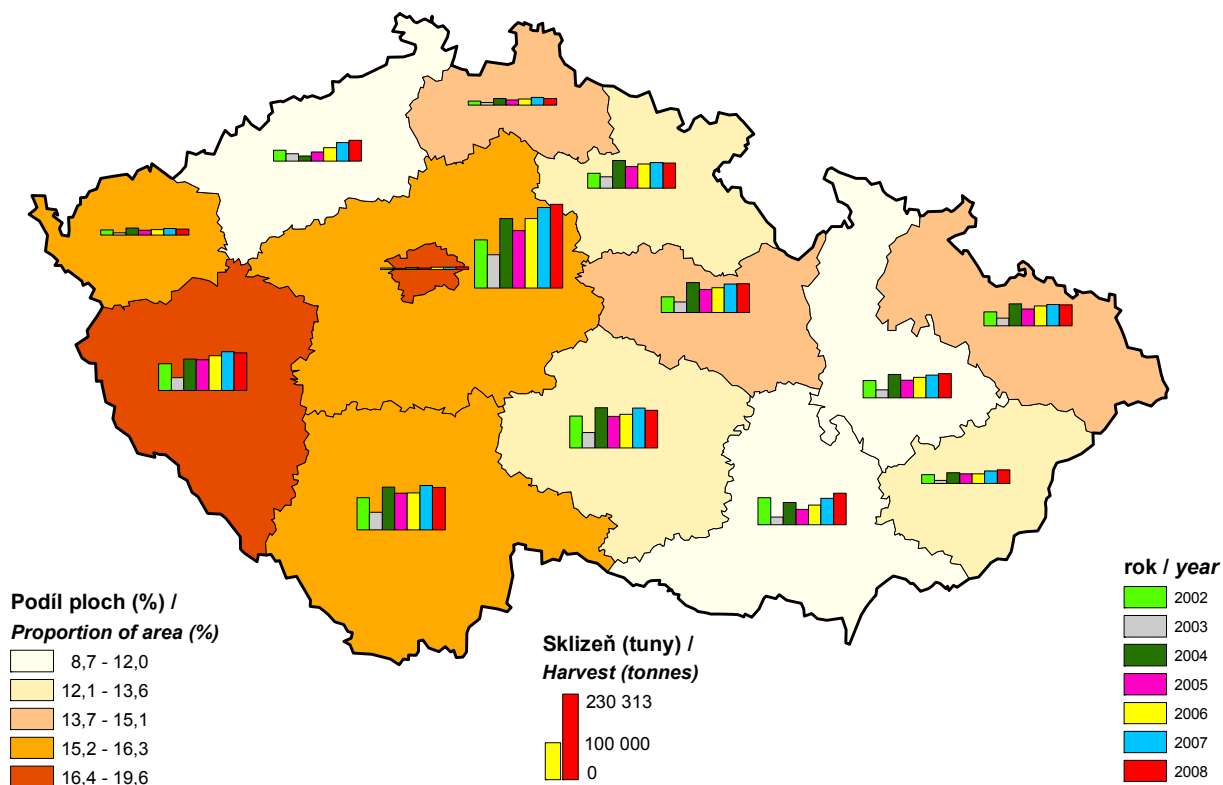 Podíl ploch (%) /
Proportion of area (%)
8,7 - 12,0
12,1 - 13,6
13,7 - 15,1
15,2 - 16,3
16,4 - 19,6
Sklizeň (tuny) /
Harvest (tonnes)
230 313
100 000
0
rok / year
2002
2003
2004
2005
2006
2007
2008